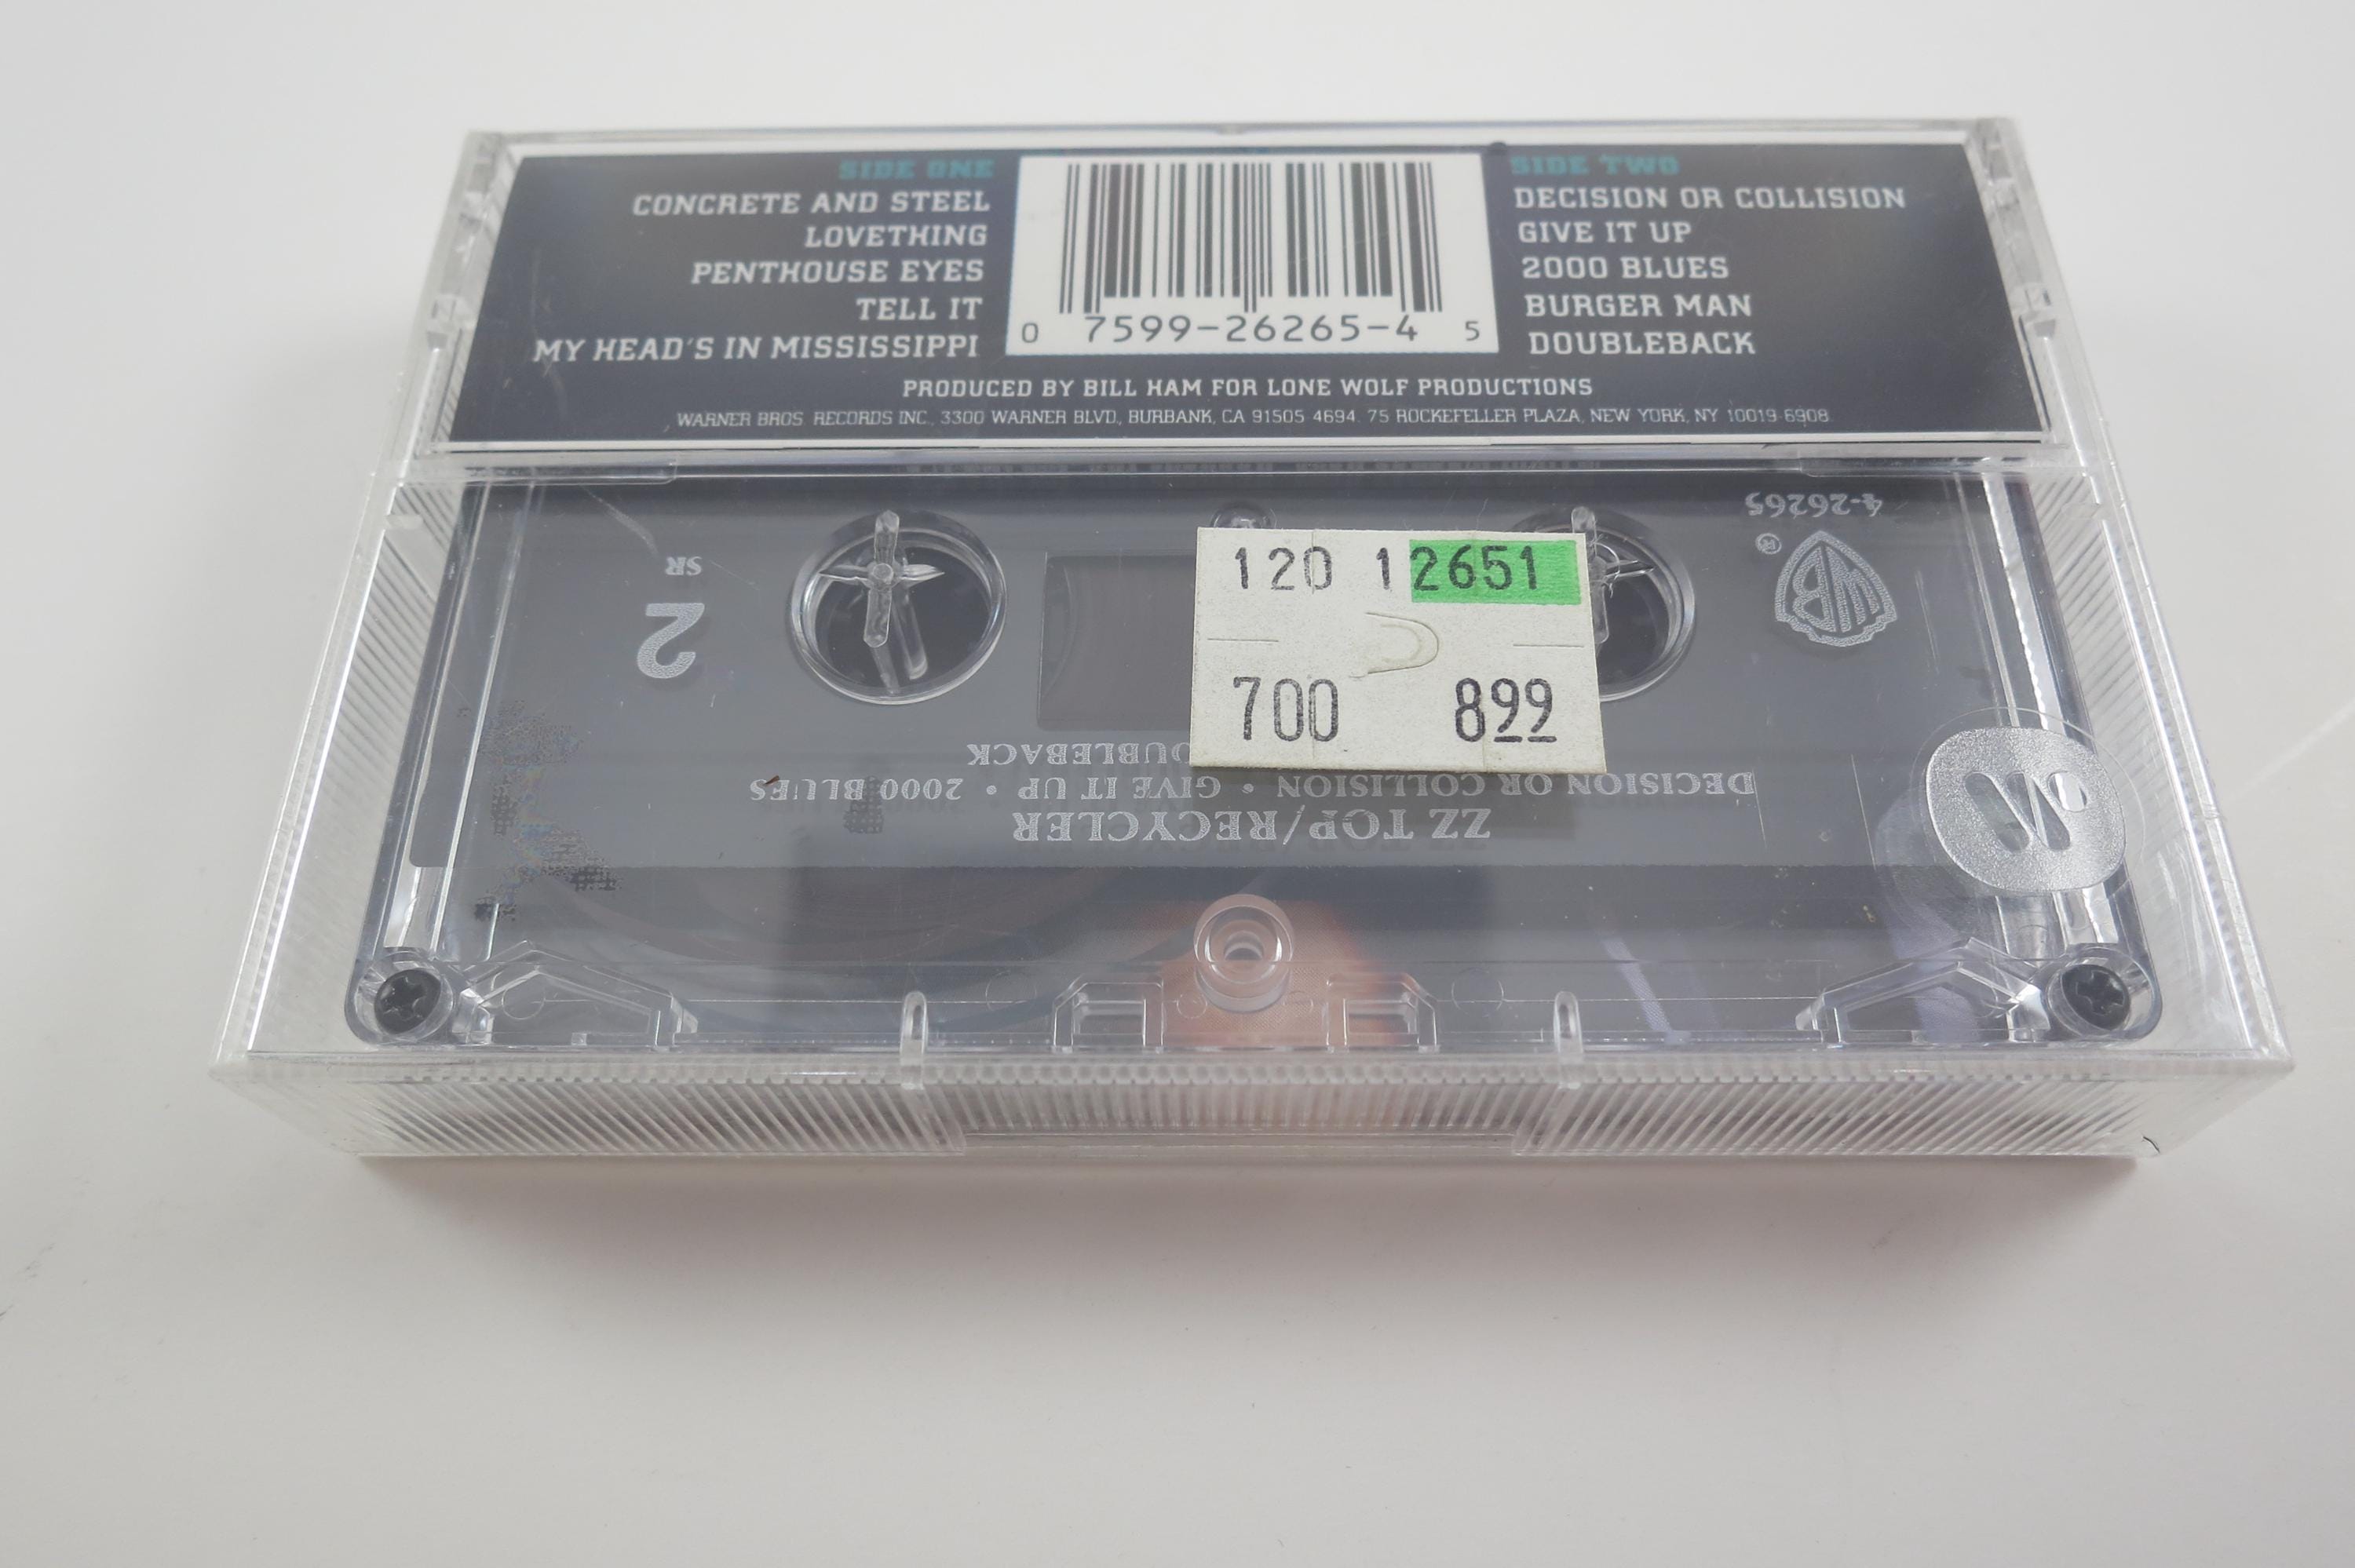 SIDE ONE
CONCRETE AND STEEL
LOVETHING
PENTHOUSE EYES
TELL IT
MY HEAD'S IN MISSISSIPPI
0 7599-26265-4 5
SIDE TWO
DECISION OR COLLISION
GIVE IT UP
2000 BLUES
BURGER MAN
DOUBLEBACK
PRODUCED BY BILL HAM FOR LONE WOLF PRODUCTIONS
WARNER BROS. RECORDS INC., 3300 WARNER BLVD., BURBANK, CA 91505 4694. 75 ROCKEFELLER PLAZA, NEW YORK, NY 10019-6908.
4-26265
WB
®
SR
2
120 12651
700 899
ZZ TOP/RECYCLER
DECISION OR COLLISION • GIVE IT UP • 2000 BLUES
OUBLEBACK